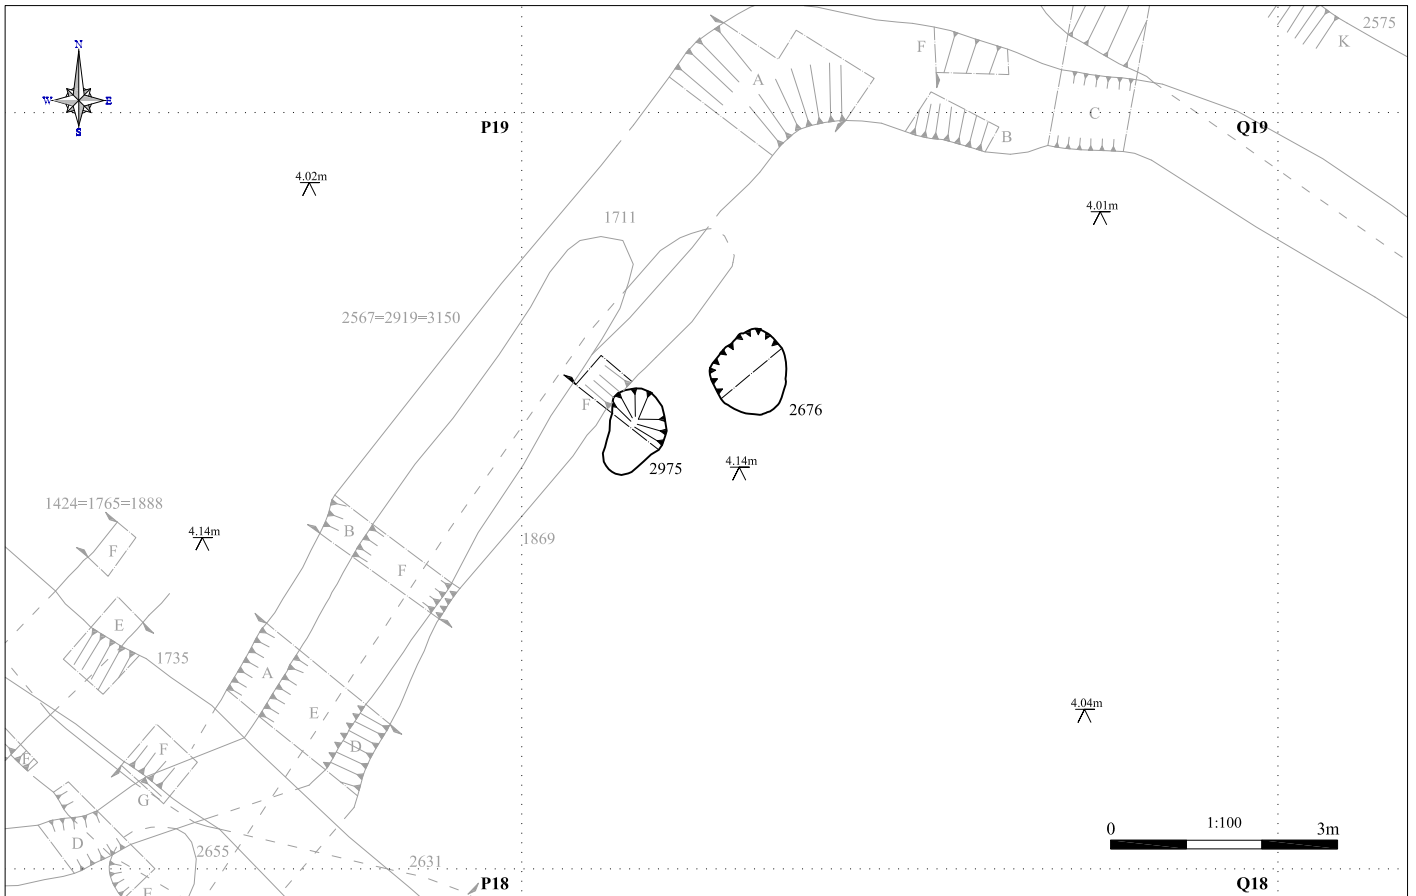 2575
K
N
F
A
W E
C
S
P19
Q19
B
4.02m
4.01m
1711
2567=2919=3150
F
2676
4.14m
2975
1424=1765=1888
B
4.14m
1869
F
F
E
1735
A
4.04m
E
F
D
F
G
0 1:100 3m
D
2655
2631
P18
Q18
E